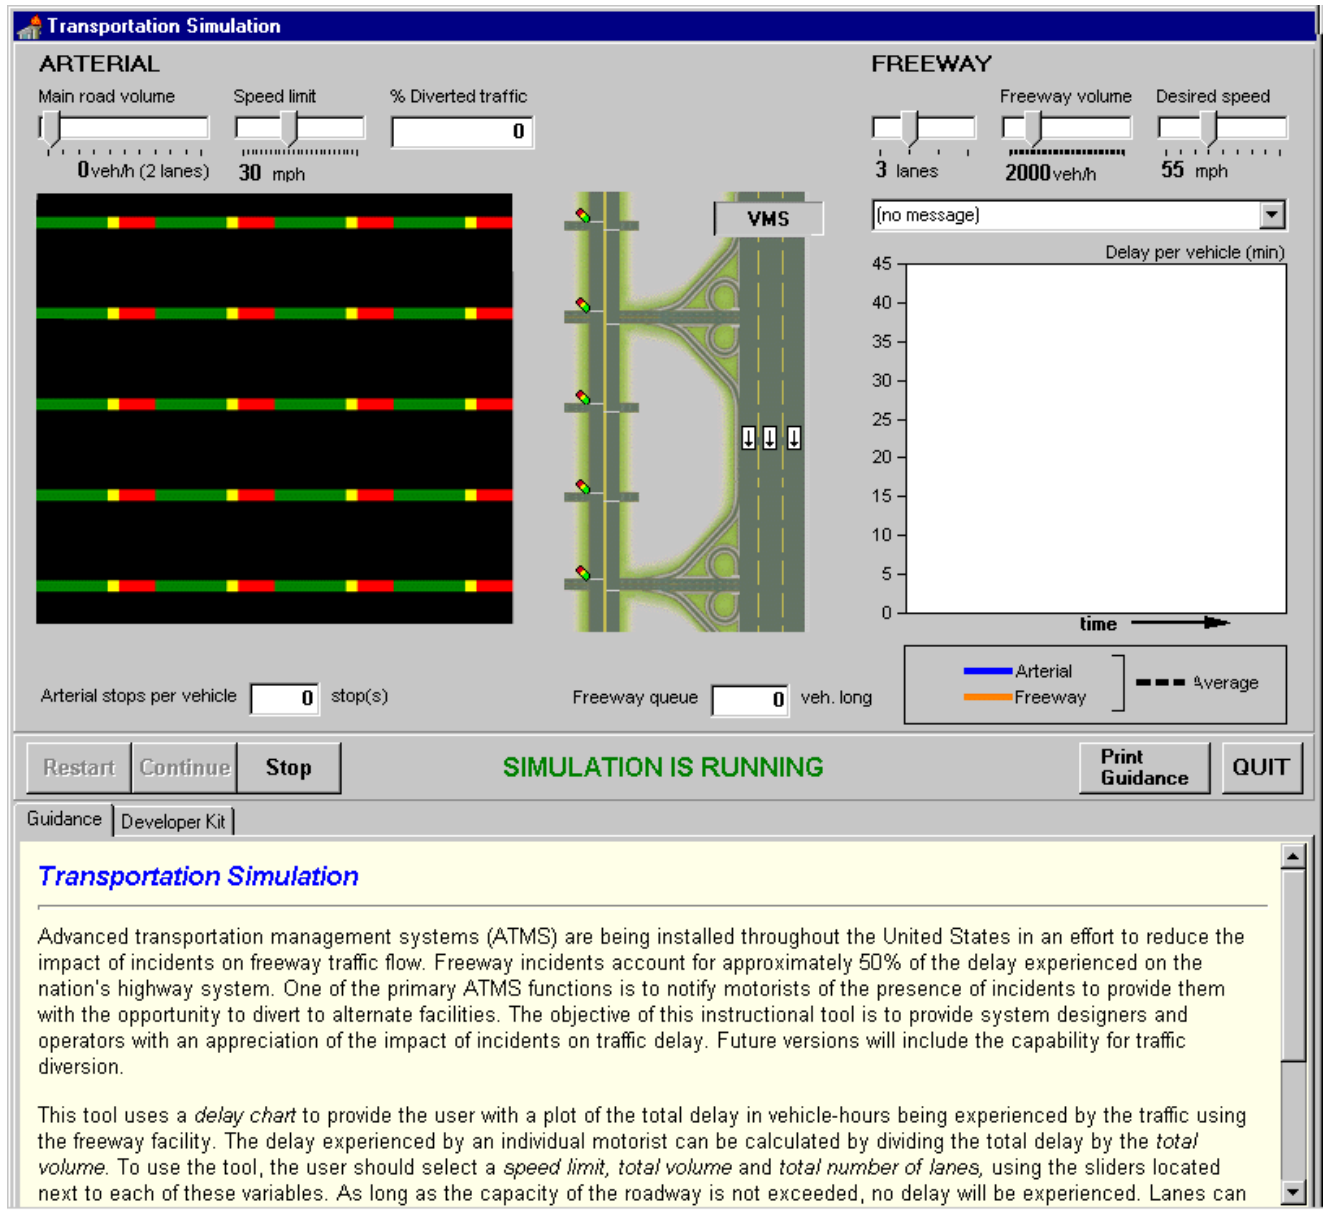 Transportation Simulation
ARTERIAL
FREEWAY
Main road volume
Speed limit
% Diverted traffic
Freeway volume
Desired speed
0
0veh/h (2 lanes)
30 mph
3 lanes
2000veh/h
55 mph
VMS
(no message)
Delay per vehicle (min)
45
40
35
30
25
20
15
10
5
0
time
Arterial
Freeway
Average
Arterial stops per vehicle 0 stop(s)
Freeway queue 0 veh. long
Restart Continue Stop
SIMULATION IS RUNNING
Print
Guidance
QUIT
Guidance Developer Kit
Transportation Simulation
Advanced transportation management systems (ATMS) are being installed throughout the United States in an effort to reduce the
impact of incidents on freeway traffic flow. Freeway incidents account for approximately 50% of the delay experienced on the
nation's highway system. One of the primary ATMS functions is to notify motorists of the presence of incidents to provide them
with the opportunity to divert to alternate facilities. The objective of this instructional tool is to provide system designers and
operators with an appreciation of the impact of incidents on traffic delay. Future versions will include the capability for traffic
diversion.
This tool uses a delay chart to provide the user with a plot of the total delay in vehicle-hours being experienced by the traffic using
the freeway facility. The delay experienced by an individual motorist can be calculated by dividing the total delay by the total
volume. To use the tool, the user should select a speed limit, total volume and total number of lanes, using the sliders located
next to each of these variables. As long as the capacity of the roadway is not exceeded, no delay will be experienced. Lanes can